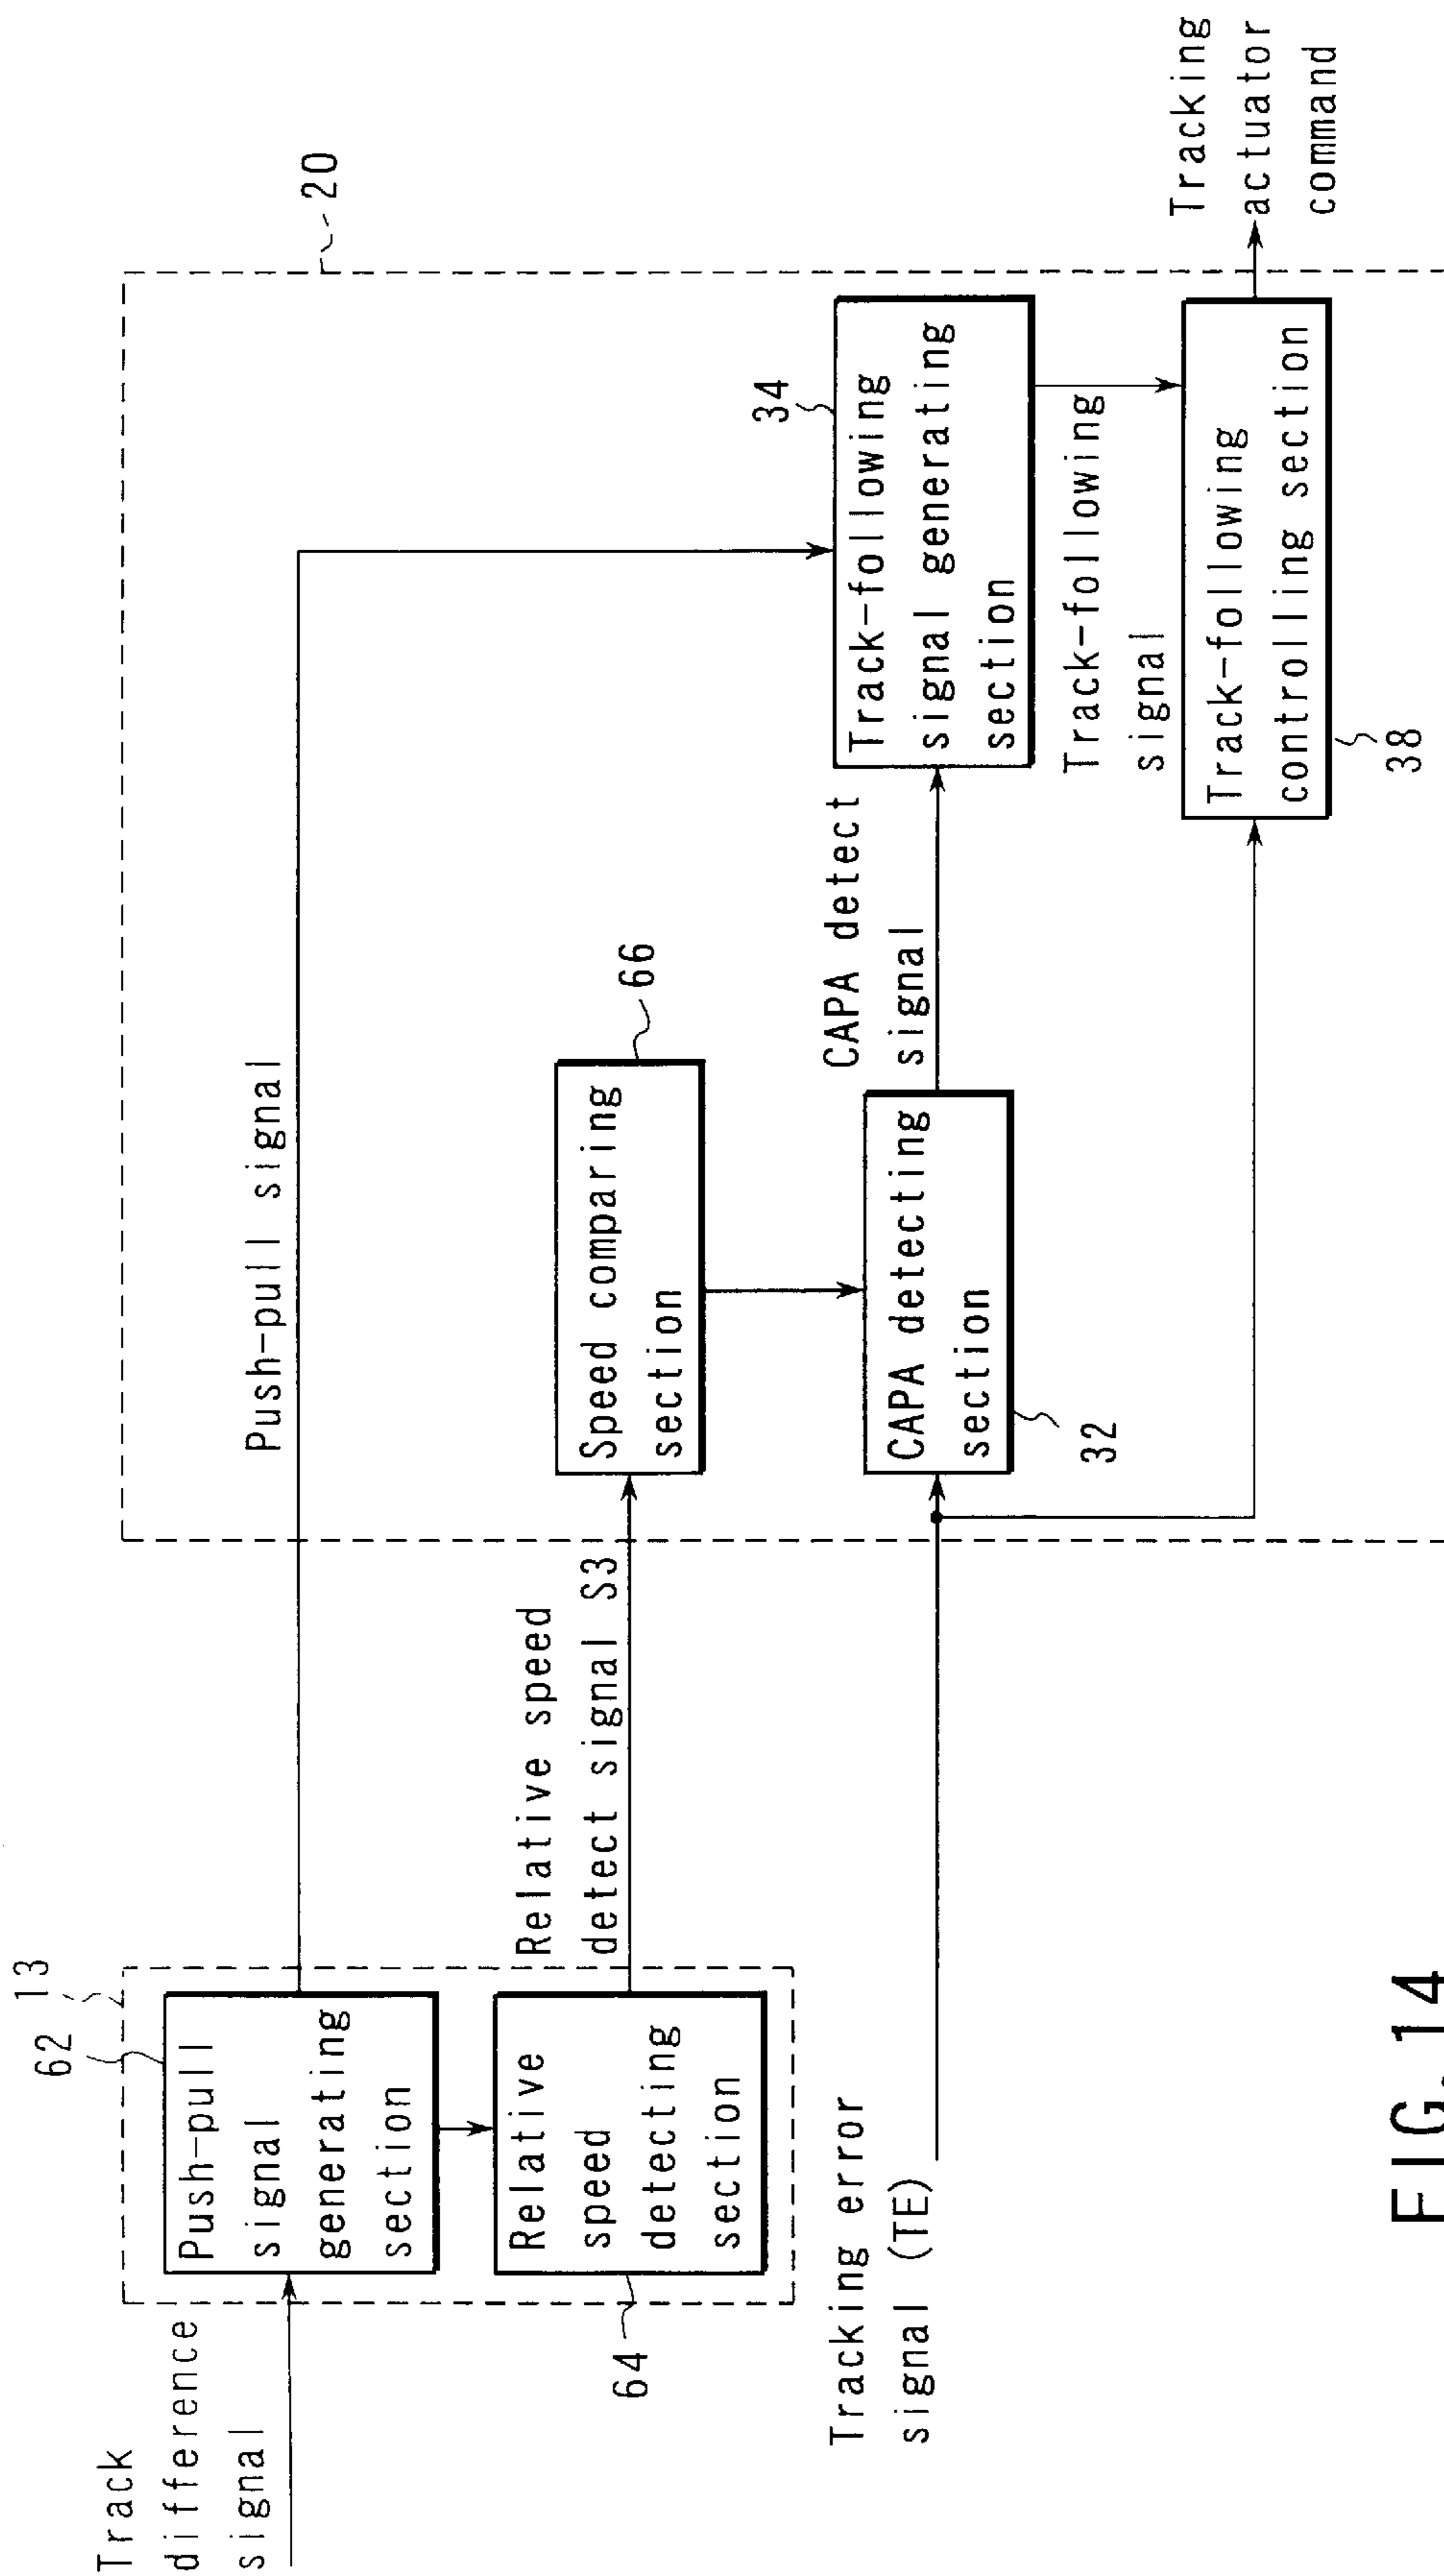 Track
difference
signal
62
13
Push-pull
signal
generating
section
Relative
speed
detecting
section
64
Tracking error
signal (TE)
Push-pull signal
Relative speed
detect signal S3
20
Speed comparing
section
66
CAPA detecting
section
32
CAPA detect
signal
34
Track-following
signal generating
section
Track-following
signal
Track-following
controlling section
38
Tracking
actuator
command
FIG. 14